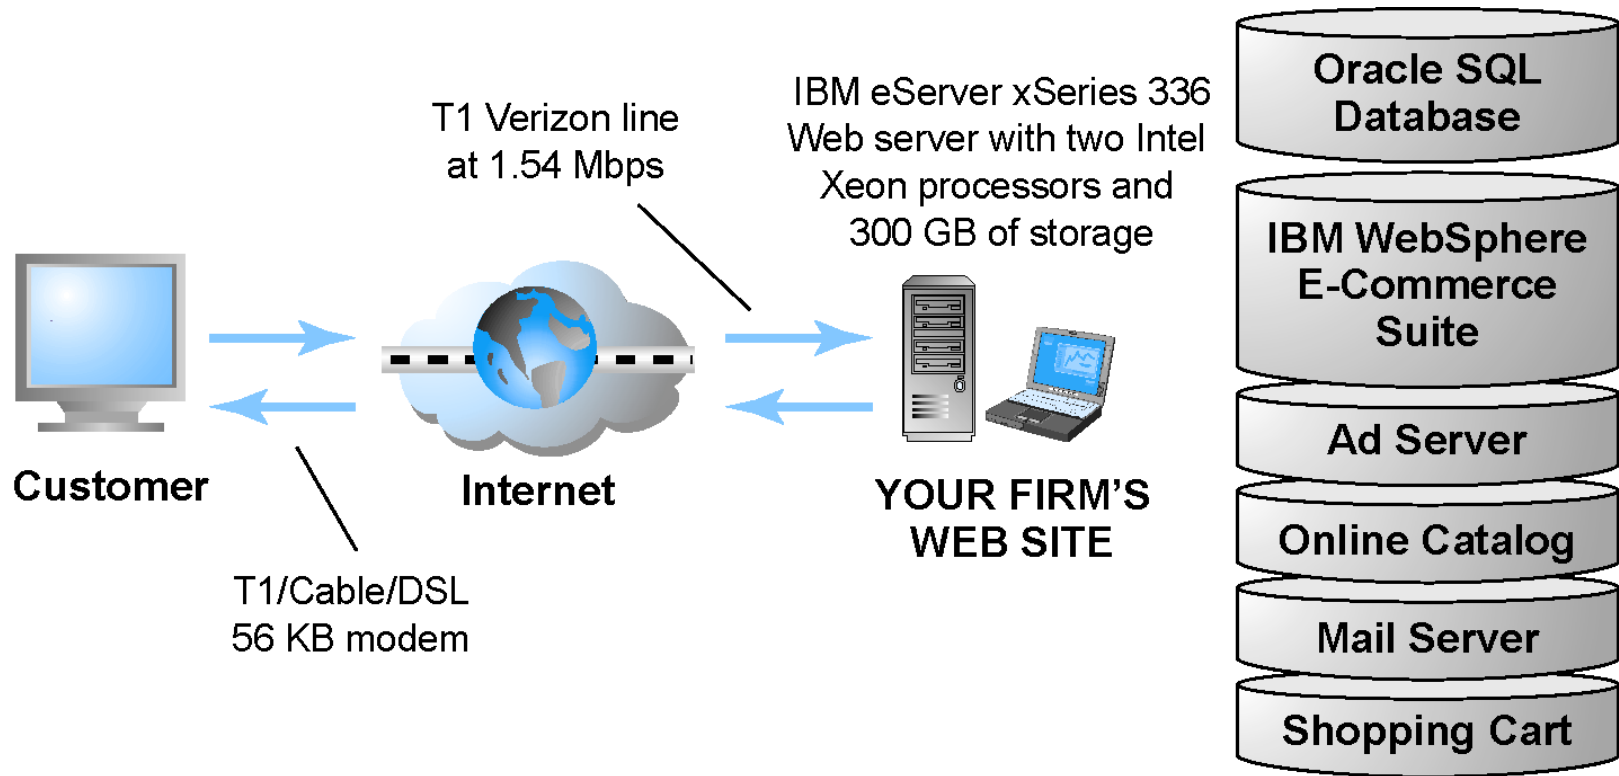 T1 Verizon line
at 1.54 Mbps
IBM eServer xSeries 336
Web server with two Intel
Xeon processors and
300 GB of storage
Customer
Internet
YOUR FIRM'S
WEB SITE
T1/Cable/DSL
56 KB modem
Oracle SQL
Database
IBM WebSphere
E-Commerce
Suite
Ad Server
Online Catalog
Mail Server
Shopping Cart